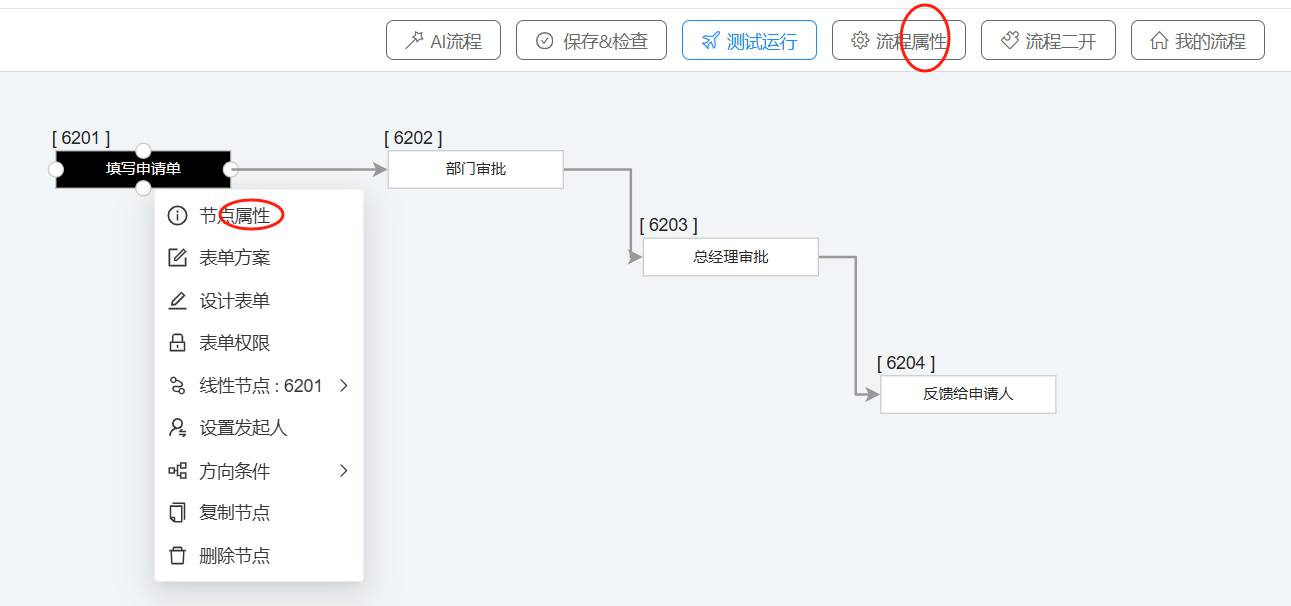 AI流程
保存&检查
测试运行
流程属性
流程二开
我的流程
[ 6201 ]
填写申请单
[ 6202 ]
部门审批
[ 6203 ]
总经理审批
[ 6204 ]
反馈给申请人
节点属性
表单方案
设计表单
表单权限
线性节点 : 6201
设置发起人
方向条件
复制节点
删除节点